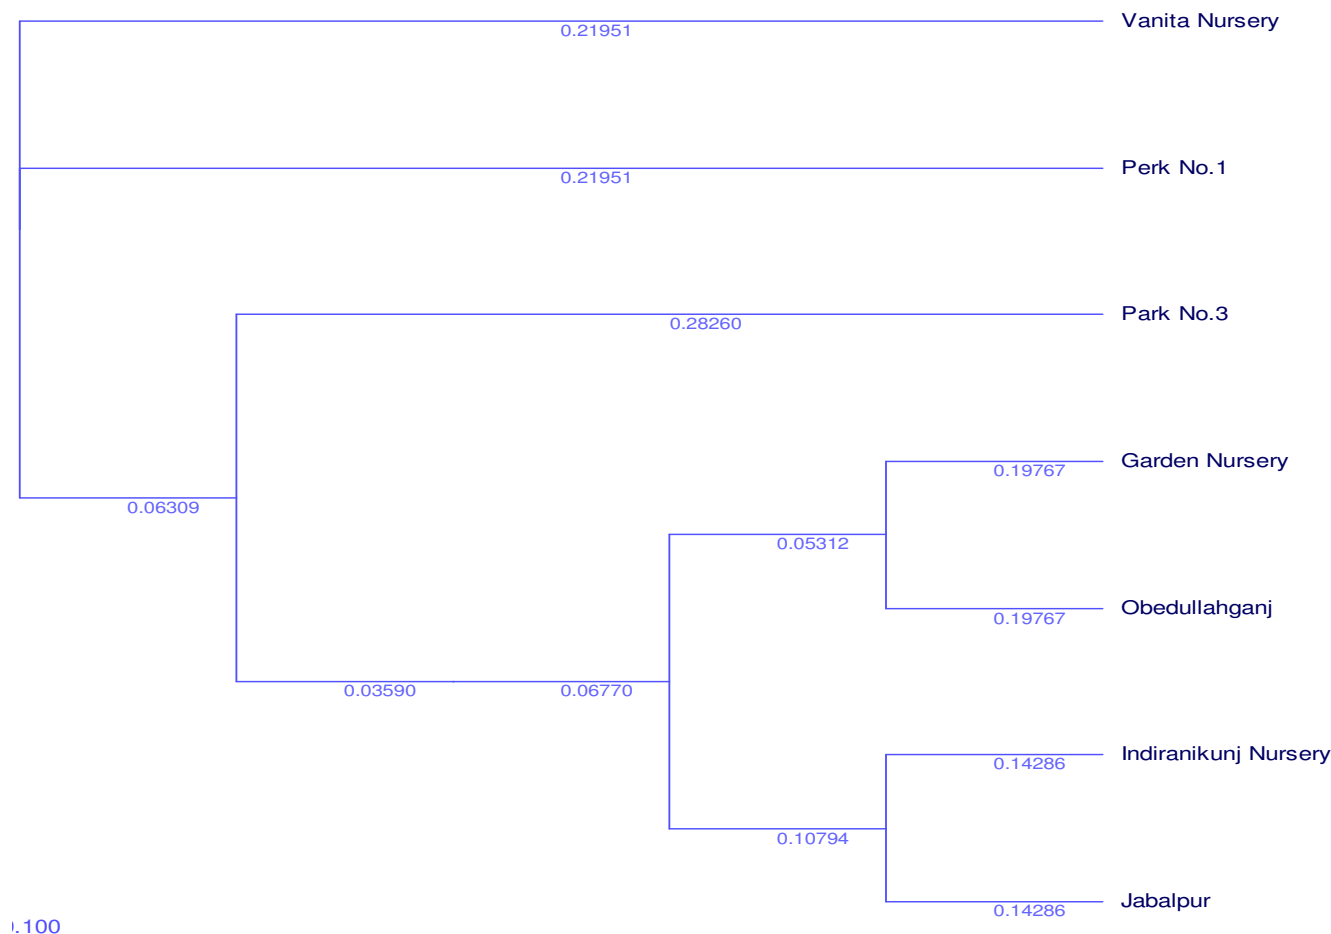 Vanita Nursery
0.21951
Perk No.1
0.21951
Park No.3
0.28260
Garden Nursery
0.19767
0.06309
0.05312
Obedullahganj
0.19767
0.03590 0.06770
Indiranikunj Nursery
0.14286
0.10794
Jabalpur
0.14286
.100